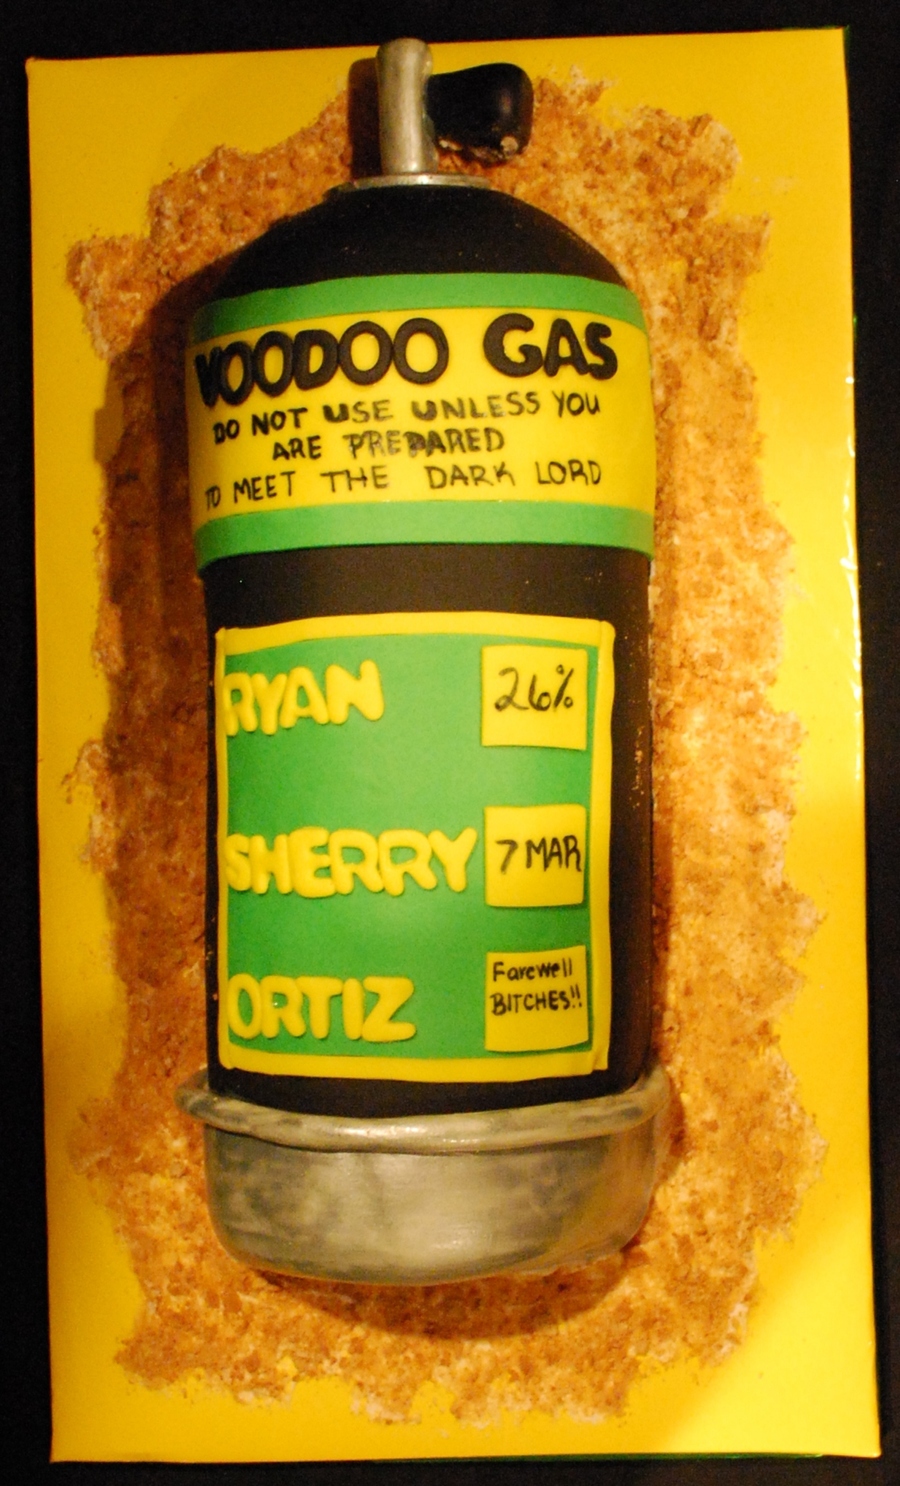 VOODOO GAS
DO NOT USE UNLESS YOU
ARE PREPARED
TO MEET THE DARK LORD
RYAN 26%
SHERRY 7 MAR
ORTIZ Farewell
BITCHES!!